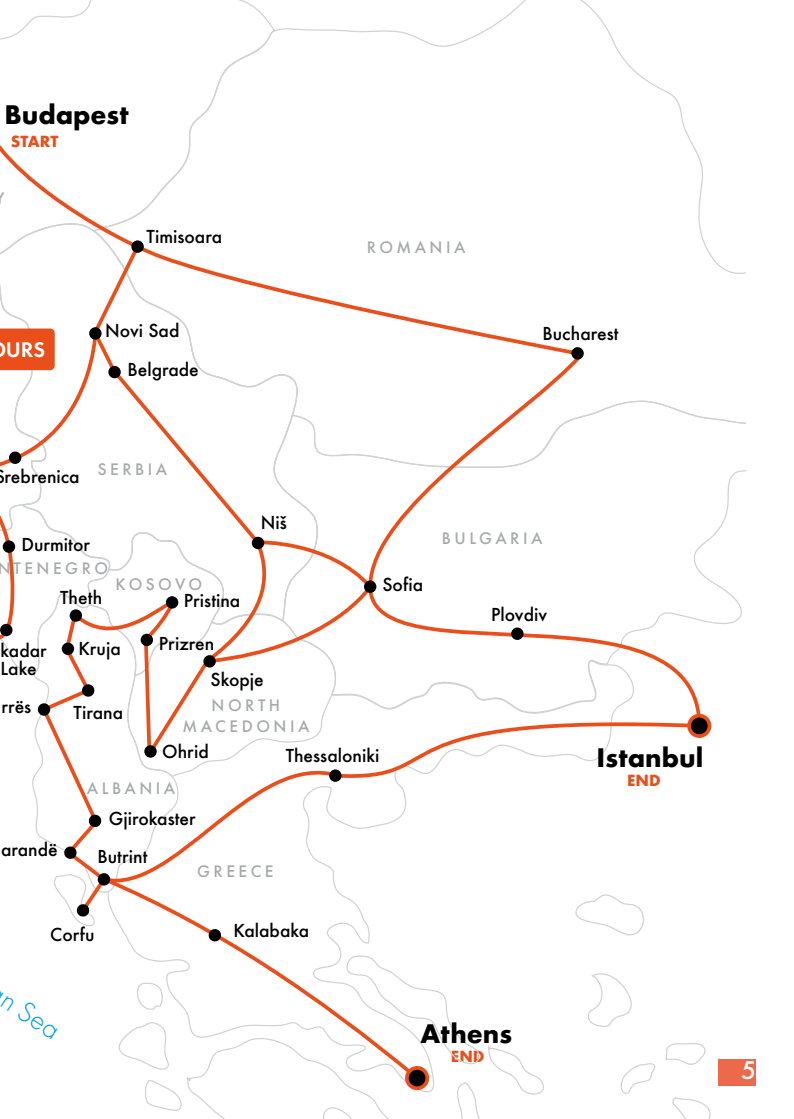 Budapest
START
Timisoara
ROMANIA
Novi Sad
OURS
Bucharest
Belgrade
SERBIA
Srebrenica
Niš
BULGARIA
Durmitor
NTENEGRO
KOSOVO
Sofia
Theth
Pristina
Plovdiv
Kruja
Prizren
kadar
Lake
Skopje
rrës
Tirana
NORTH
MACEDONIA
Ohrid
Thessaloniki
Istanbul
END
ALBANIA
Gjirokaster
arandë
Butrint
GREECE
Corfu
Kalabaka
an Sea
Athens
END
5